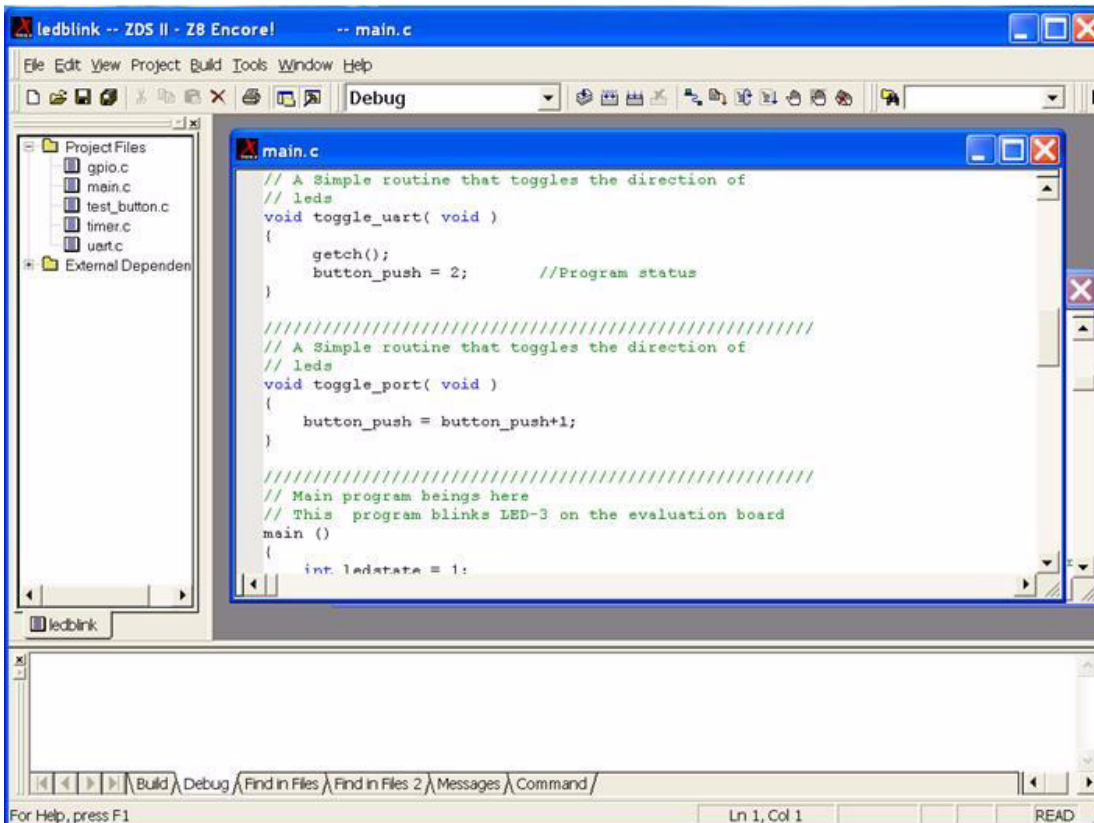 ledblink -- ZDS II - Z8 Encore! -- main.c
File Edit View Project Build Tools Window Help
Debug
Project Files
gpio.c
main.c
test_button.c
timer.c
uart.c
External Dependen
ledblink
main.c
// A Simple routine that toggles the direction of
// leds
void toggle_uart( void )
{
getch();
button_push = 2; //Program status
}
/////////////////////////////////////////////////////////
// A Simple routine that toggles the direction of
// leds
void toggle_port( void )
{
button_push = button_push+1;
}
/////////////////////////////////////////////////////////
// Main program beings here
// This program blinks LED-3 on the evaluation board
main ()
{
int ledstate = 1;
Build Debug Find in Files Find in Files 2 Messages Command
For Help, press F1
Ln 1, Col 1
READ